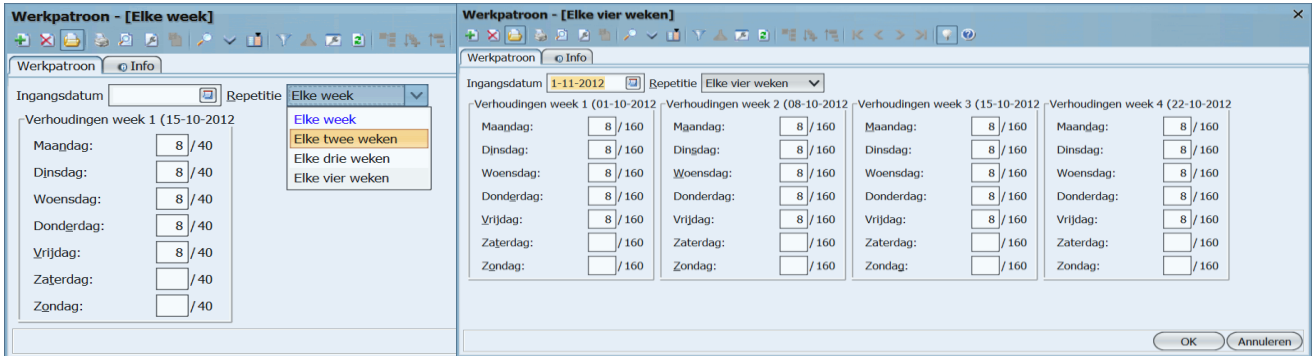 Werkpatroon - [Elke week]
Werkpatroon Info
Ingangsdatum Repetitie Elke week
Elke week
Elke twee weken
Elke drie weken
Elke vier weken
Verhoudingen week 1 (15-10-2012
Maandag: 8 / 40
Dinsdag: 8 / 40
Woensdag: 8 / 40
Donderdag: 8 / 40
Vrijdag: 8 / 40
Zaterdag: / 40
Zondag: / 40
Werkpatroon - [Elke vier weken]
Werkpatroon Info
Ingangsdatum 1-11-2012 Repetitie Elke vier weken
Verhoudingen week 1 (01-10-2012 Verhoudingen week 2 (08-10-2012 Verhoudingen week 3 (15-10-2012 Verhoudingen week 4 (22-10-2012
Maandag: 8 / 160 Maandag: 8 / 160 Maandag: 8 / 160 Maandag: 8 / 160
Dinsdag: 8 / 160 Dinsdag: 8 / 160 Dinsdag: 8 / 160 Dinsdag: 8 / 160
Woensdag: 8 / 160 Woensdag: 8 / 160 Woensdag: 8 / 160 Woensdag: 8 / 160
Donderdag: 8 / 160 Donderdag: 8 / 160 Donderdag: 8 / 160 Donderdag: 8 / 160
Vrijdag: 8 / 160 Vrijdag: 8 / 160 Vrijdag: 8 / 160 Vrijdag: 8 / 160
Zaterdag: / 160 Zaterdag: / 160 Zaterdag: / 160 Zaterdag: / 160
Zondag: / 160 Zondag: / 160 Zondag: / 160 Zondag: / 160
OK Annuleren